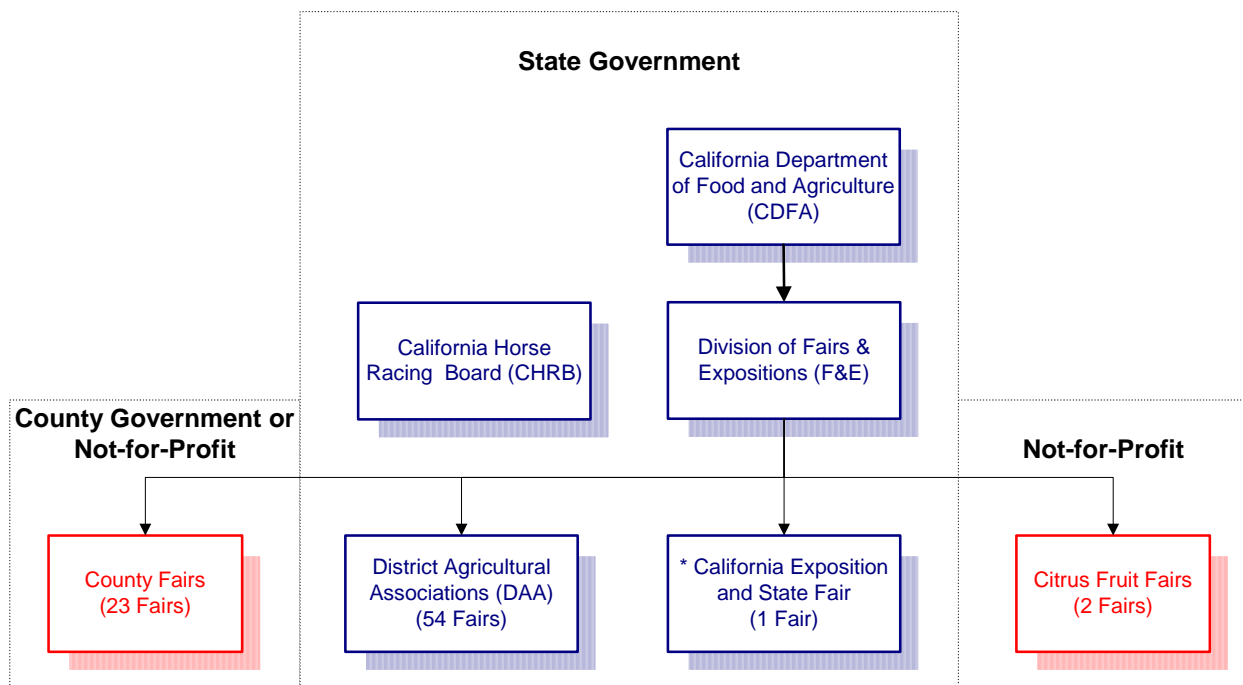 State Government
California Department
of Food and Agriculture
(CDFA)
California Horse
Racing  Board (CHRB)
Division of Fairs &
Expositions (F&E)
County Government or
Not-for-Profit
Not-for-Profit
County Fairs
(23 Fairs)
District Agricultural
Associations (DAA)
(54 Fairs)
* California Exposition
and State Fair
(1 Fair)
Citrus Fruit Fairs
(2 Fairs)